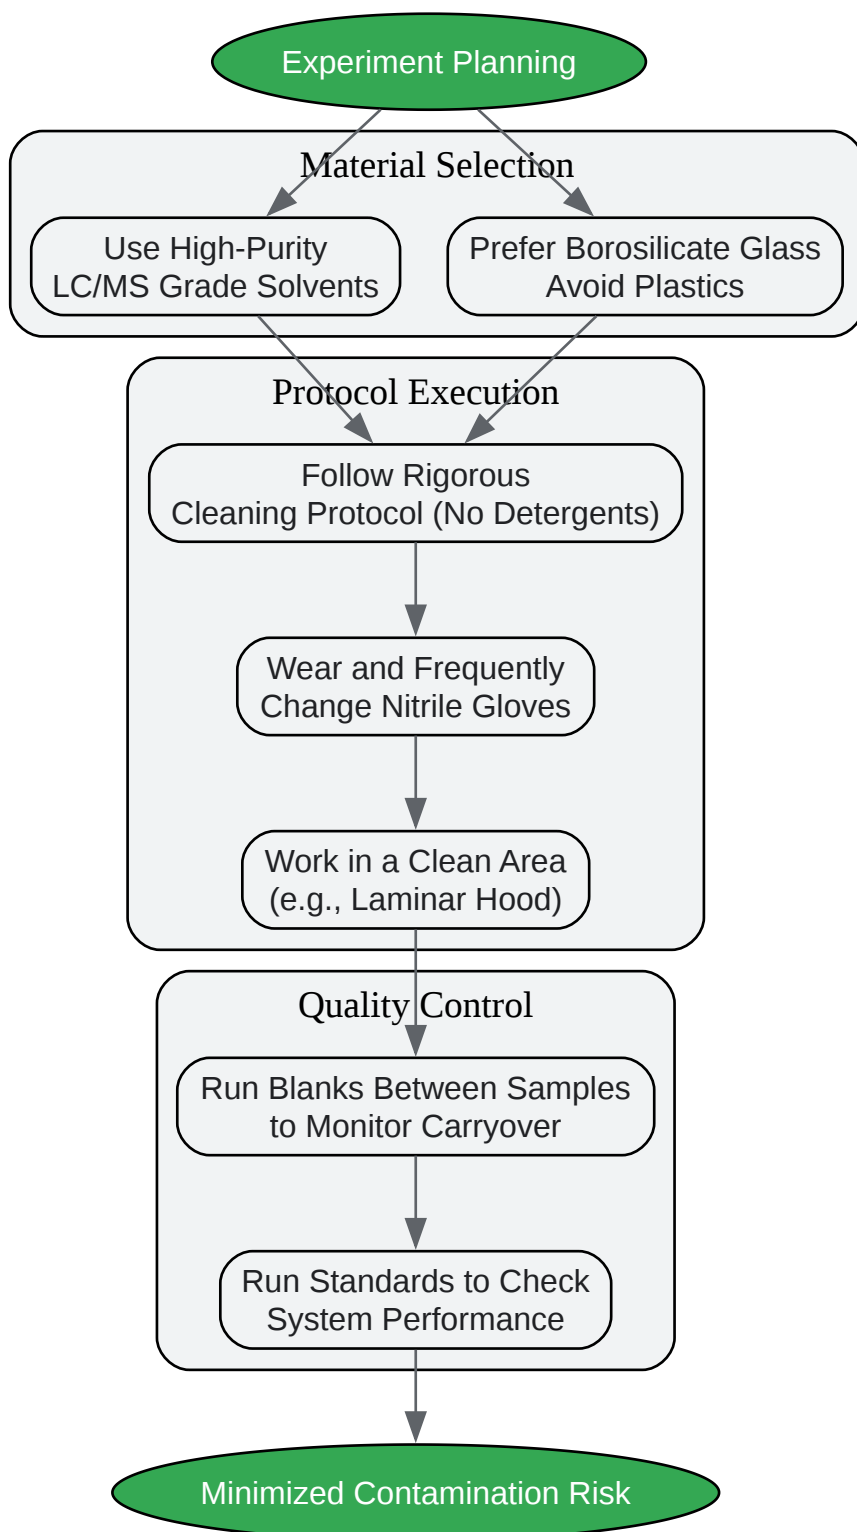 Experiment Planning
Material Selection
Use High-Purity
LC/MS Grade Solvents
Prefer Borosilicate Glass
Avoid Plastics
Protocol Execution
Follow Rigorous
Cleaning Protocol (No Detergents)
Wear and Frequently
Change Nitrile Gloves
Work in a Clean Area
(e.g., Laminar Hood)
Quality Control
Run Blanks Between Samples
to Monitor Carryover
Run Standards to Check
System Performance
Minimized Contamination Risk